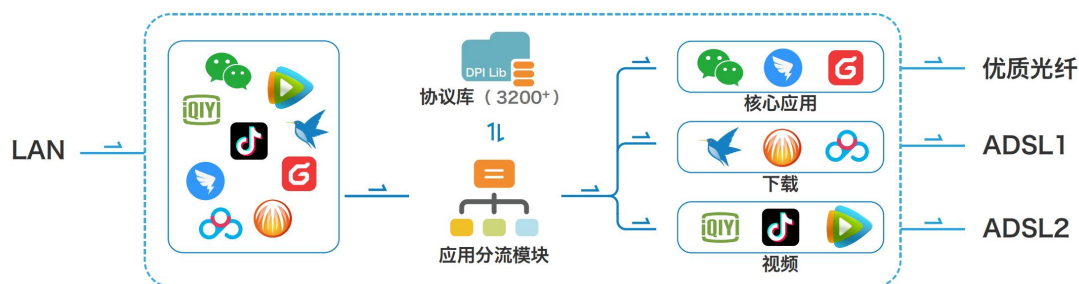 LAN
iQIYI
DPI Lib
协议库（3200+）
应用分流模块
核心应用
下载
iQIYI
视频
优质光纤
ADSL1
ADSL2